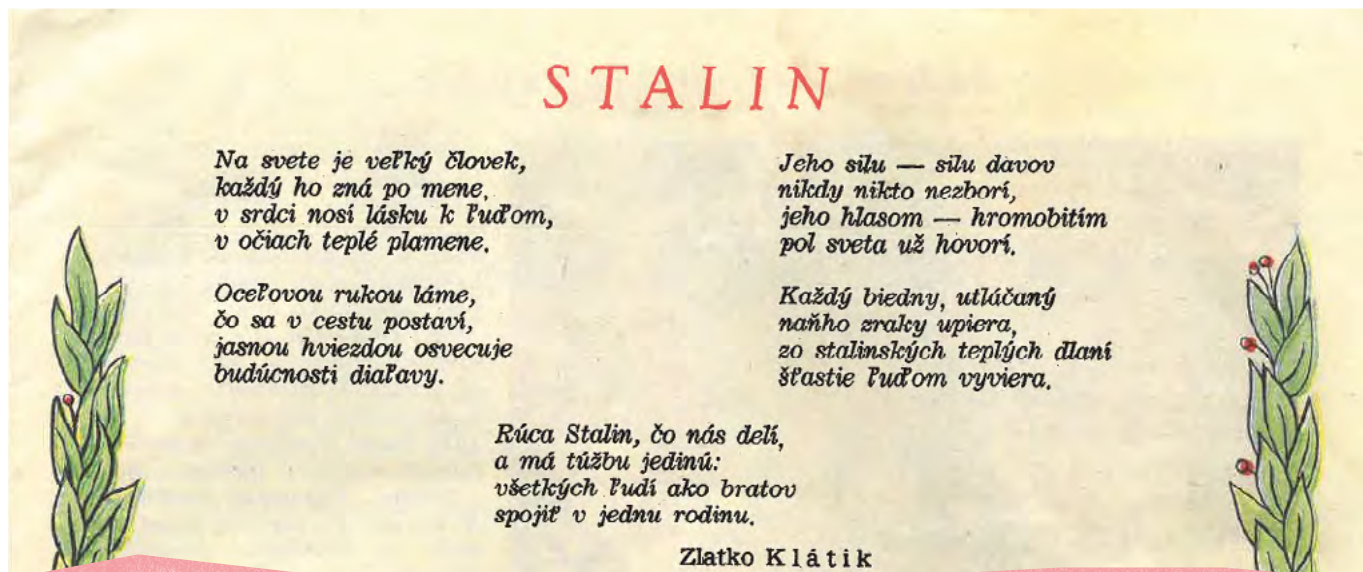 STALIN
Na svete je veľký človek,
každý ho zná po mene,
v srdci nosí lásku k ľuďom,
v očiach teplé plamene.
Oceľovou rukou láme,
čo sa v cestu postaví,
jasnou hviezdou osvecuje
budúcnosti diaľavy.
Jeho silu — silu davov
nikdy nikto nezborí,
jeho hlasom — hromobitím
pol sveta už hovorí.
Každý biedny, utláčaný
naňho zraky upiera,
zo stalinských teplých dlaní
šťastie ľuďom vyviera.
Rúca Stalin, čo nás delí,
a má túžbu jedinú:
všetkých ľudí ako bratov
spojiť v jednu rodinu.
Zlatko Klátik